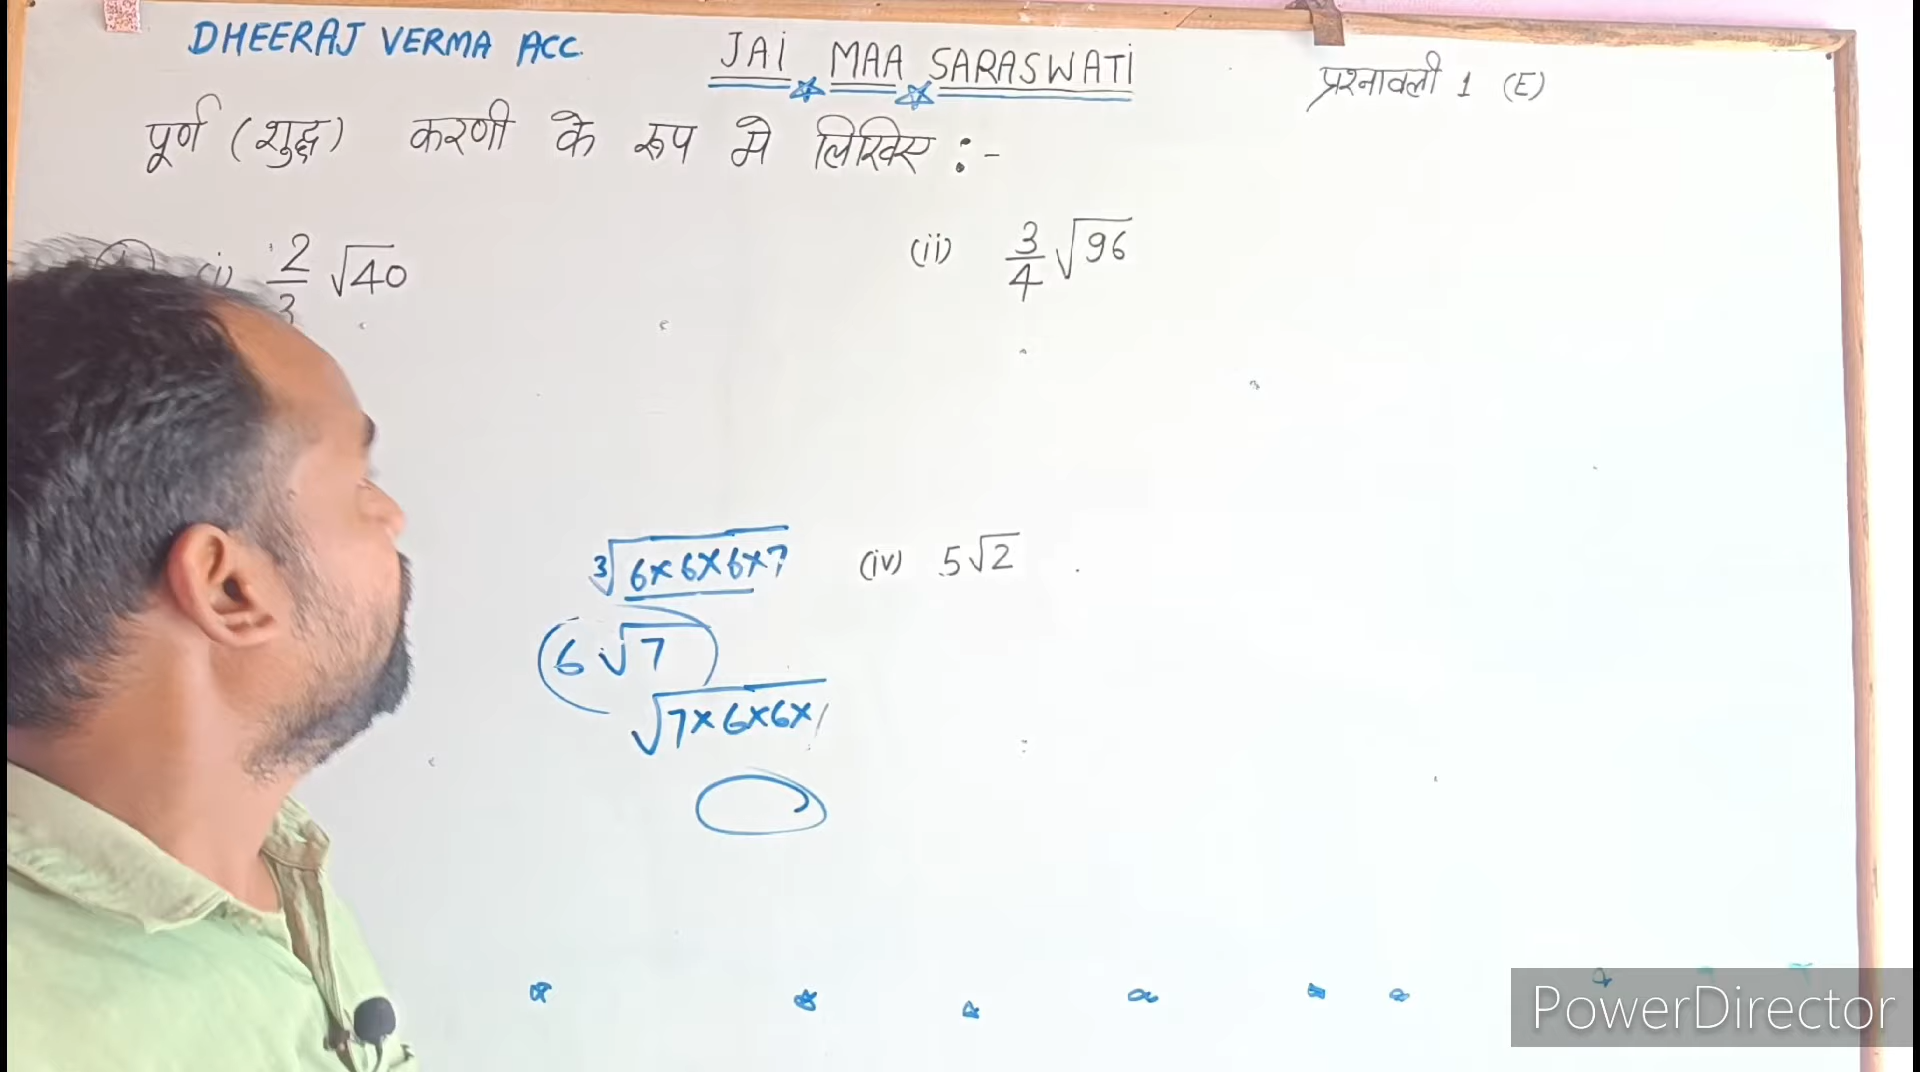 DHEERAJ VERMA ACC.
JAI MAA SARASWATI
प्रश्नावली 1 (E)
पूर्ण (शुद्ध) करणी के रूप मे लिखिए :-
(i) 2/3 √40
(ii) 3/4 √96
∛6×6×6×7
(iv) 5√2
6√7
√7×6×6×
PowerDirector